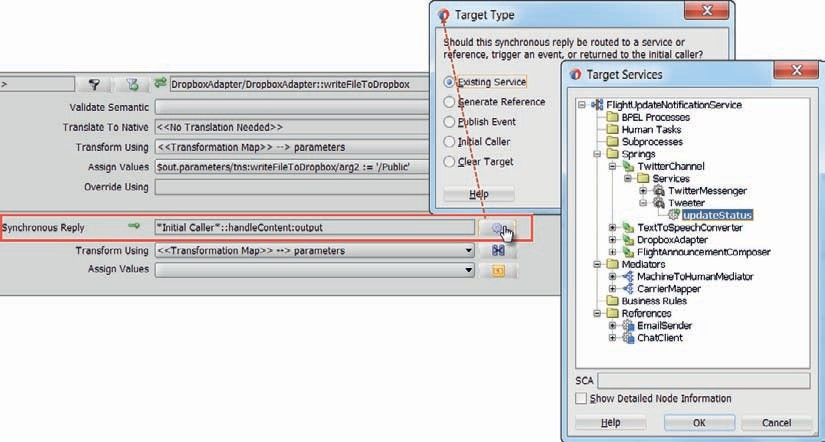 >
DropboxAdapter/DropboxAdapter::writeFileToDropbox
Validate Semantic
Translate To Native <<No Translation Needed>>
Transform Using <<Transformation Map>> --> parameters
Assign Values $out.parameters/tns:writeFileToDropbox/arg2 := '/Public'
Override Using
Synchronous Reply "Initial Caller"::handleContent:output
Transform Using <<Transformation Map>> --> parameters
Assign Values
Target Type
Should this synchronous reply be routed to a service or
reference, trigger an event, or returned to the initial caller?
Existing Service
Generate Reference
Publish Event
Initial Caller
Clear Target
Help
Target Services
FlightUpdateNotificationService
BPEL Processes
Human Tasks
Subprocesses
Springs
TwitterChannel
Services
TwitterMessenger
Tweeter
updateStatus
TextToSpeechConverter
DropboxAdapter
FlightAnnouncementComposer
Mediators
MachineToHumanMediator
CarrierMapper
Business Rules
References
EmailSender
ChatClient
SCA
Show Detailed Node Information
Help OK Cancel